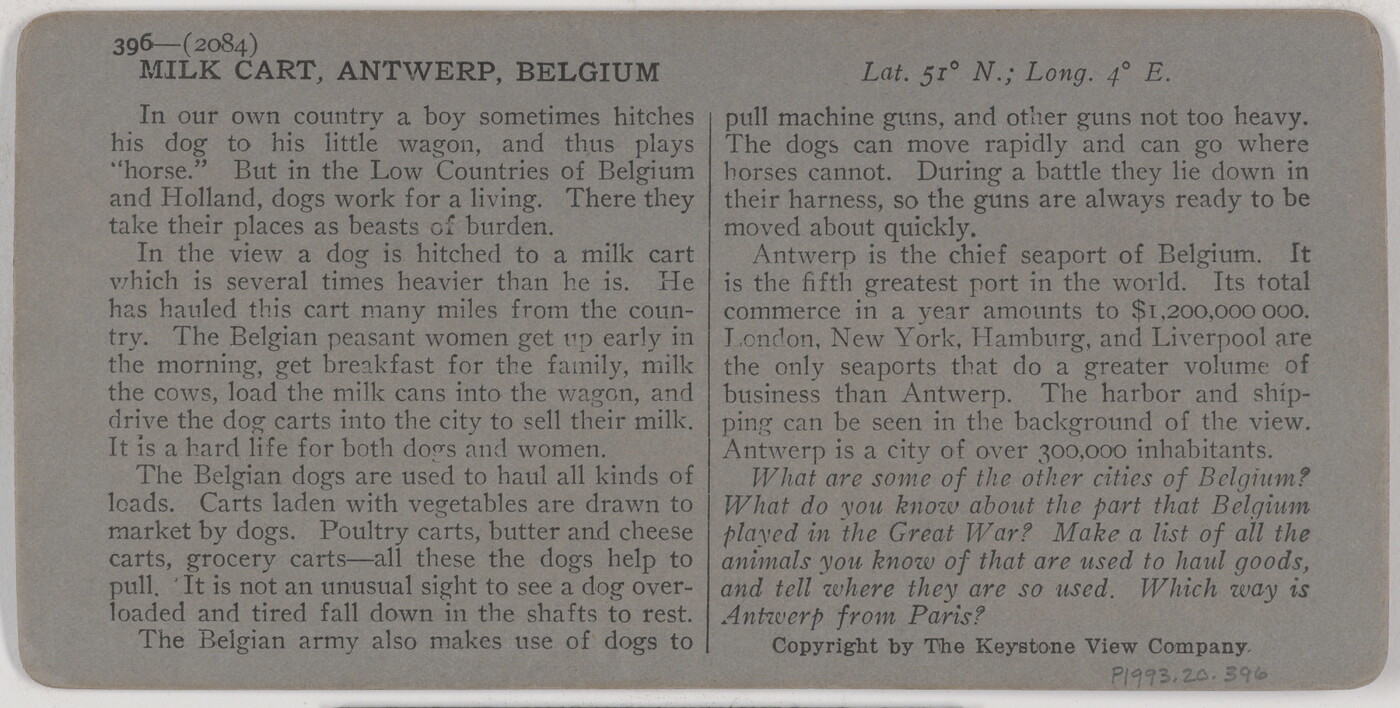 396—(2084)
MILK CART, ANTWERP, BELGIUM
Lat. 51° N.; Long. 4° E.
In our own country a boy sometimes hitches
his dog to his little wagon, and thus plays
“horse.” But in the Low Countries of Belgium
and Holland, dogs work for a living. There they
take their places as beasts of burden.
In the view a dog is hitched to a milk cart
which is several times heavier than he is. He
has hauled this cart many miles from the coun-
try. The Belgian peasant women get up early in
the morning, get breakfast for the family, milk
the cows, load the milk cans into the wagon, and
drive the dog carts into the city to sell their milk.
It is a hard life for both dogs and women.
The Belgian dogs are used to haul all kinds of
loads. Carts laden with vegetables are drawn to
market by dogs. Poultry carts, butter and cheese
carts, grocery carts—all these the dogs help to
pull. It is not an unusual sight to see a dog over-
loaded and tired fall down in the shafts to rest.
The Belgian army also makes use of dogs to
pull machine guns, and other guns not too heavy.
The dogs can move rapidly and can go where
horses cannot. During a battle they lie down in
their harness, so the guns are always ready to be
moved about quickly.
Antwerp is the chief seaport of Belgium. It
is the fifth greatest port in the world. Its total
commerce in a year amounts to $1,200,000 000.
London, New York, Hamburg, and Liverpool are
the only seaports that do a greater volume of
business than Antwerp. The harbor and ship-
ping can be seen in the background of the view.
Antwerp is a city of over 300,000 inhabitants.
What are some of the other cities of Belgium?
What do you know about the part that Belgium
played in the Great War? Make a list of all the
animals you know of that are used to haul goods,
and tell where they are so used. Which way is
Antwerp from Paris?
Copyright by The Keystone View Company.
P1993.20.396